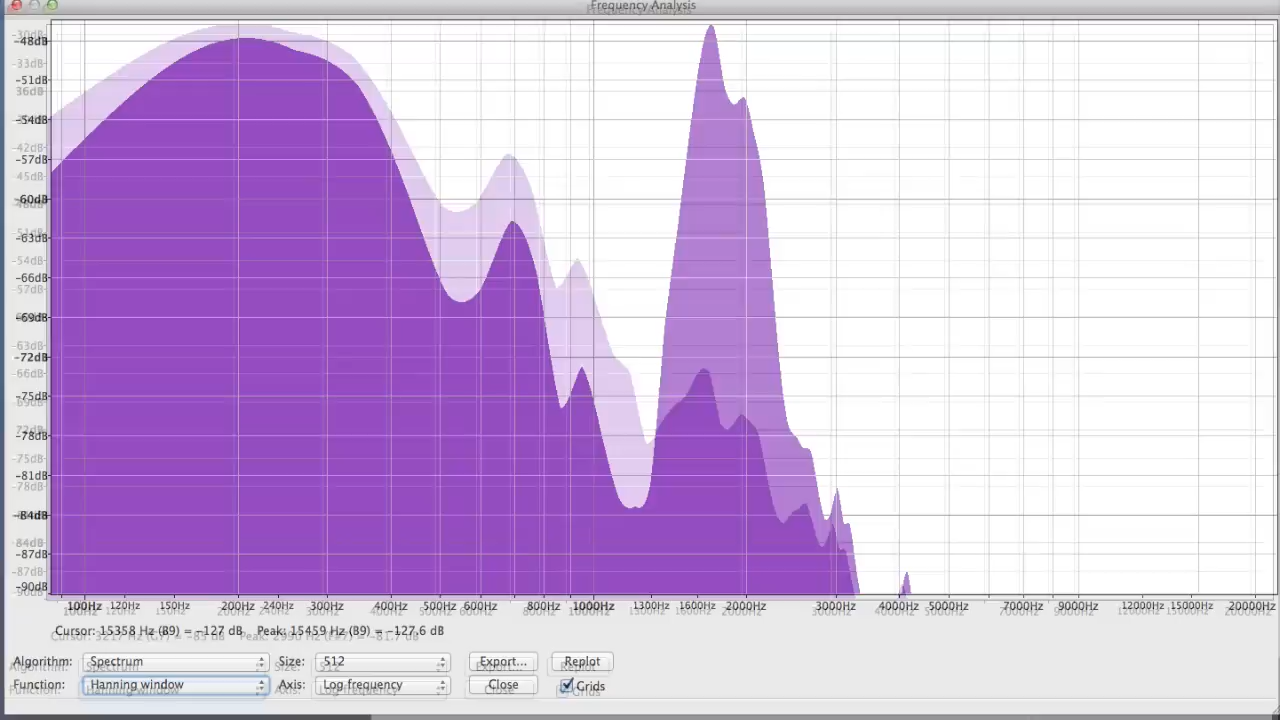 Frequency Analysis
-48dB
-51dB
-54dB
-57dB
-60dB
-63dB
-66dB
-69dB
-72dB
-75dB
-78dB
-81dB
-84dB
-87dB
-90dB
100Hz 120Hz 150Hz 200Hz 240Hz 300Hz 400Hz 500Hz 600Hz 800Hz 1000Hz 1300Hz 1600Hz 2000Hz 3000Hz 4000Hz 5000Hz 7000Hz 9000Hz 12000Hz 15000Hz 20000Hz
Cursor: 15358 Hz (B9) = -127 dB Peak: 15459 Hz (B9) = -127.6 dB
Algorithm: Spectrum Size: 512 Export... Replot
Function: Hanning window Axis: Log frequency Close Grids